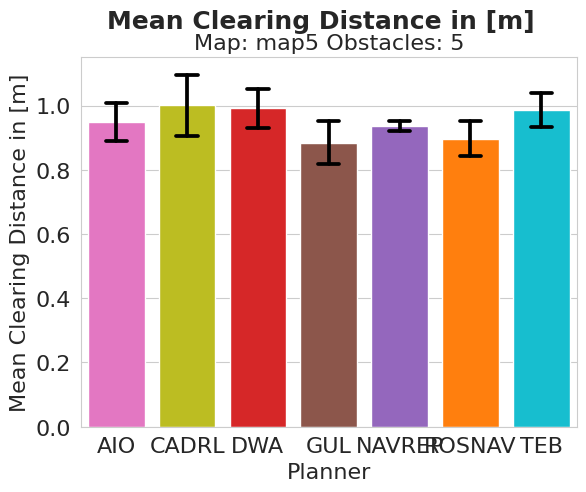 Mean Clearing Distance in [m]
Map: map5 Obstacles: 5
Mean Clearing Distance in [m]
1.0
0.8
0.6
0.4
0.2
0.0
AIO CADRL DWA GUL NAVREP ROSNAV TEB
Planner